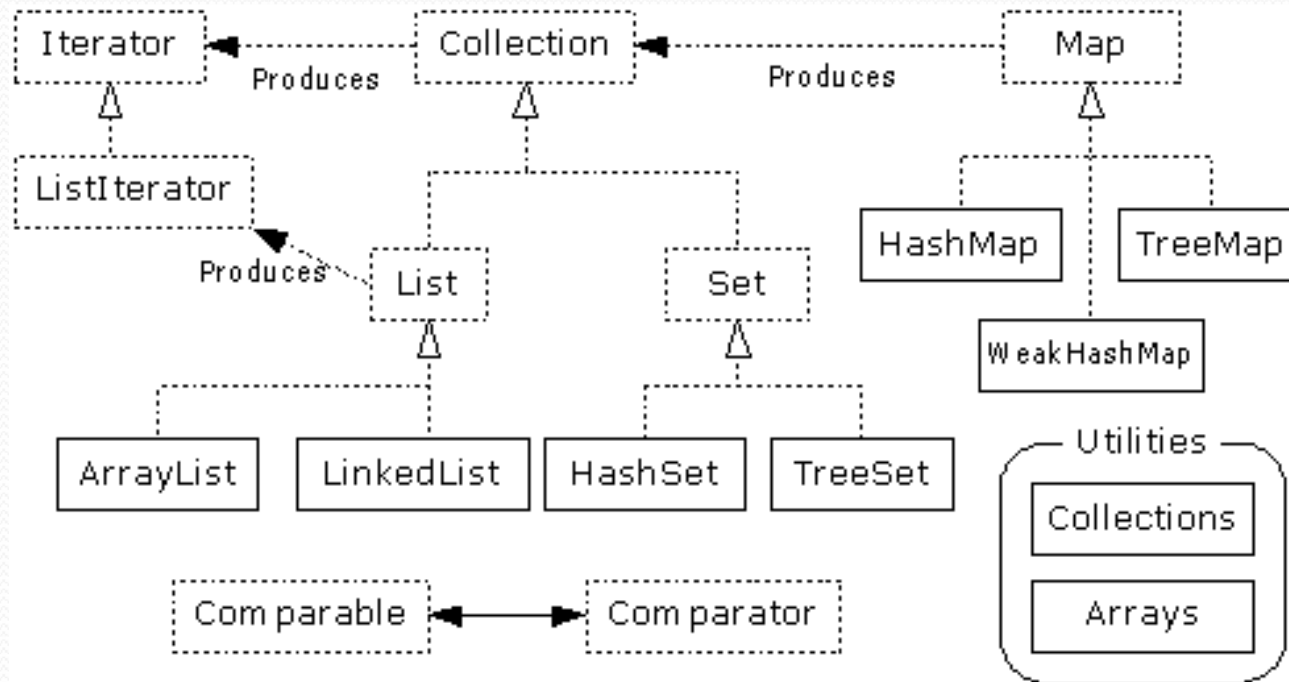 Iterator
Collection
Map
Produces
Produces
ListIterator
HashMap
TreeMap
Produces
List
Set
WeakHashMap
ArrayList
LinkedList
HashSet
TreeSet
Utilities
Collections
Arrays
Comparable
Comparator